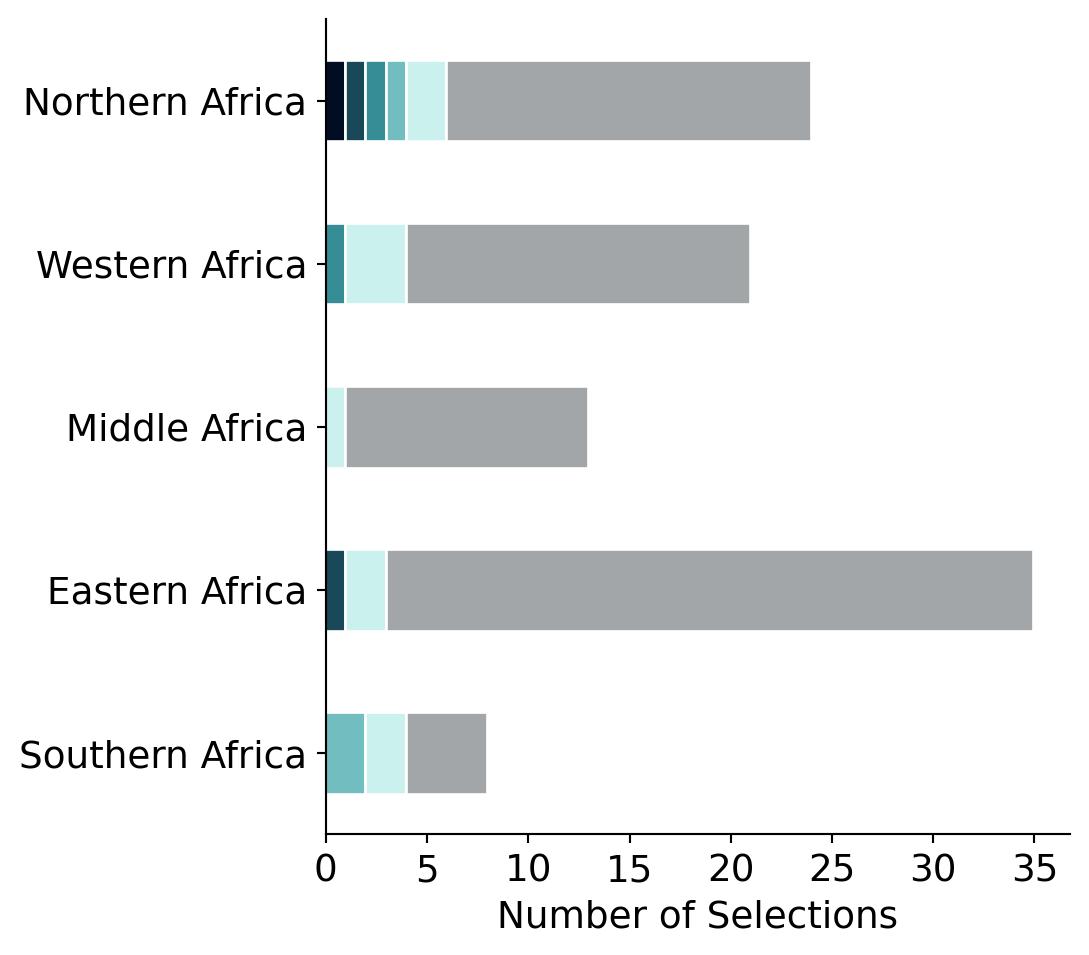 Northern Africa
Western Africa
Middle Africa
Eastern Africa
Southern Africa
0 5 10 15 20 25 30 35
Number of Selections